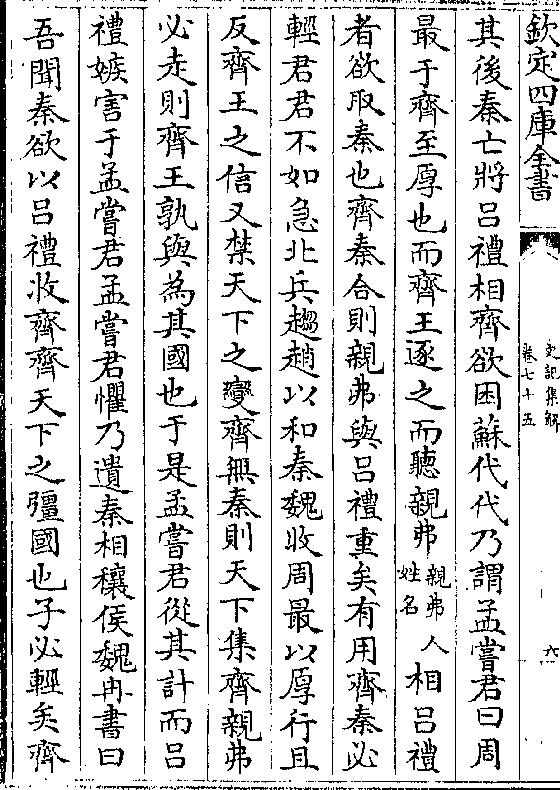 欽定四庫全書
史記集解
卷七十五
六
其後秦亡將呂禮相齊欲困蘇代代乃謂孟嘗君曰周
最于齊至厚也而齊王逐之而聽親弗親弗人姓名相呂禮
者欲取秦也齊秦合則親弗與呂禮重矣有用齊秦必
輕君君不如急北兵趨趙以和秦魏收周最以厚行且
反齊王之信又禁天下之變齊無秦則天下集齊親弗
必走則齊王孰與為其國也于是孟嘗君從其計而呂
禮嫉害于孟嘗君孟嘗君懼乃遺秦相穰侯魏冉書曰
吾聞秦欲以呂禮收齊齊天下之彊國也子必輕矣齊